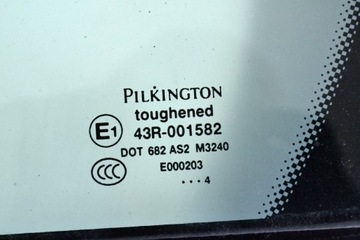 PILKINGTON
toughened
E1 43R-001582
DOT 682 AS2 M3240
CCC E000203
••• 4